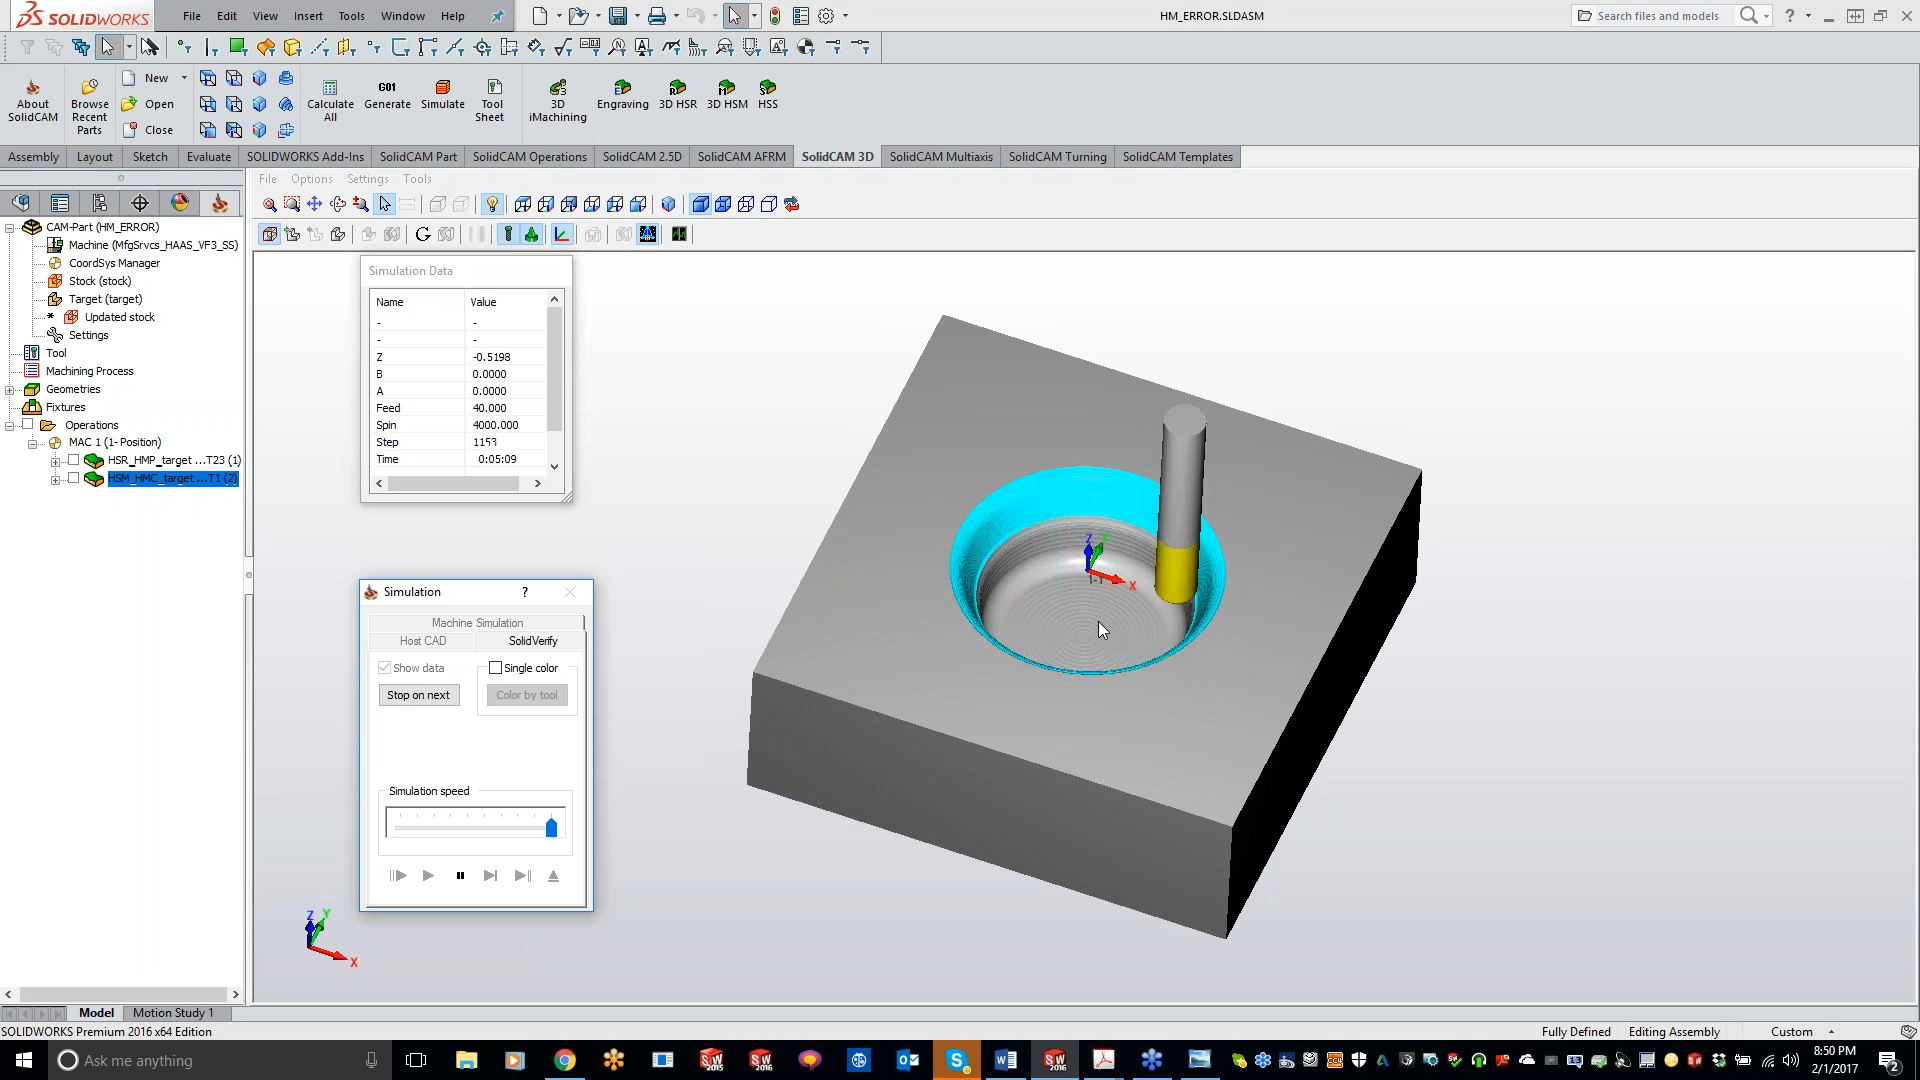 SOLIDWORKS File Edit View Insert Tools Window Help HM_ERROR.SLDASM Search files and models
About SolidCAM
Browse Recent Parts
New
Open
Close
Calculate All
G01
Generate
Simulate
Tool Sheet
3D iMachining
Engraving
3D HSR
3D HSM
HSS
Assembly Layout Sketch Evaluate SOLIDWORKS Add-Ins SolidCAM Part SolidCAM Operations SolidCAM 2.5D SolidCAM AFRM SolidCAM 3D SolidCAM Multiaxis SolidCAM Turning SolidCAM Templates
File Options Settings Tools
CAM-Part (HM_ERROR)
Machine (MfgSrvcs_HAAS_VF3_SS)
CoordSys Manager
Stock (stock)
Target (target)
* Updated stock
Settings
Tool
Machining Process
Geometries
Fixtures
Operations
MAC 1 (1- Position)
HSR_HMP_target ...T23 (1)
HSM_HMC_target ...T1 (2)
Simulation Data
Name Value
- -
- -
Z -0.5198
B 0.0000
A 0.0000
Feed 40.000
Spin 4000.000
Step 1153
Time 0:05:09
Simulation ?
Machine Simulation
Host CAD SolidVerify
Show data
Single color
Stop on next
Color by tool
Simulation speed
Z
X
1-1
Z Y
X
Model Motion Study 1
SOLIDWORKS Premium 2016 x64 Edition Fully Defined Editing Assembly Custom
Ask me anything
8:50 PM
2/1/2017